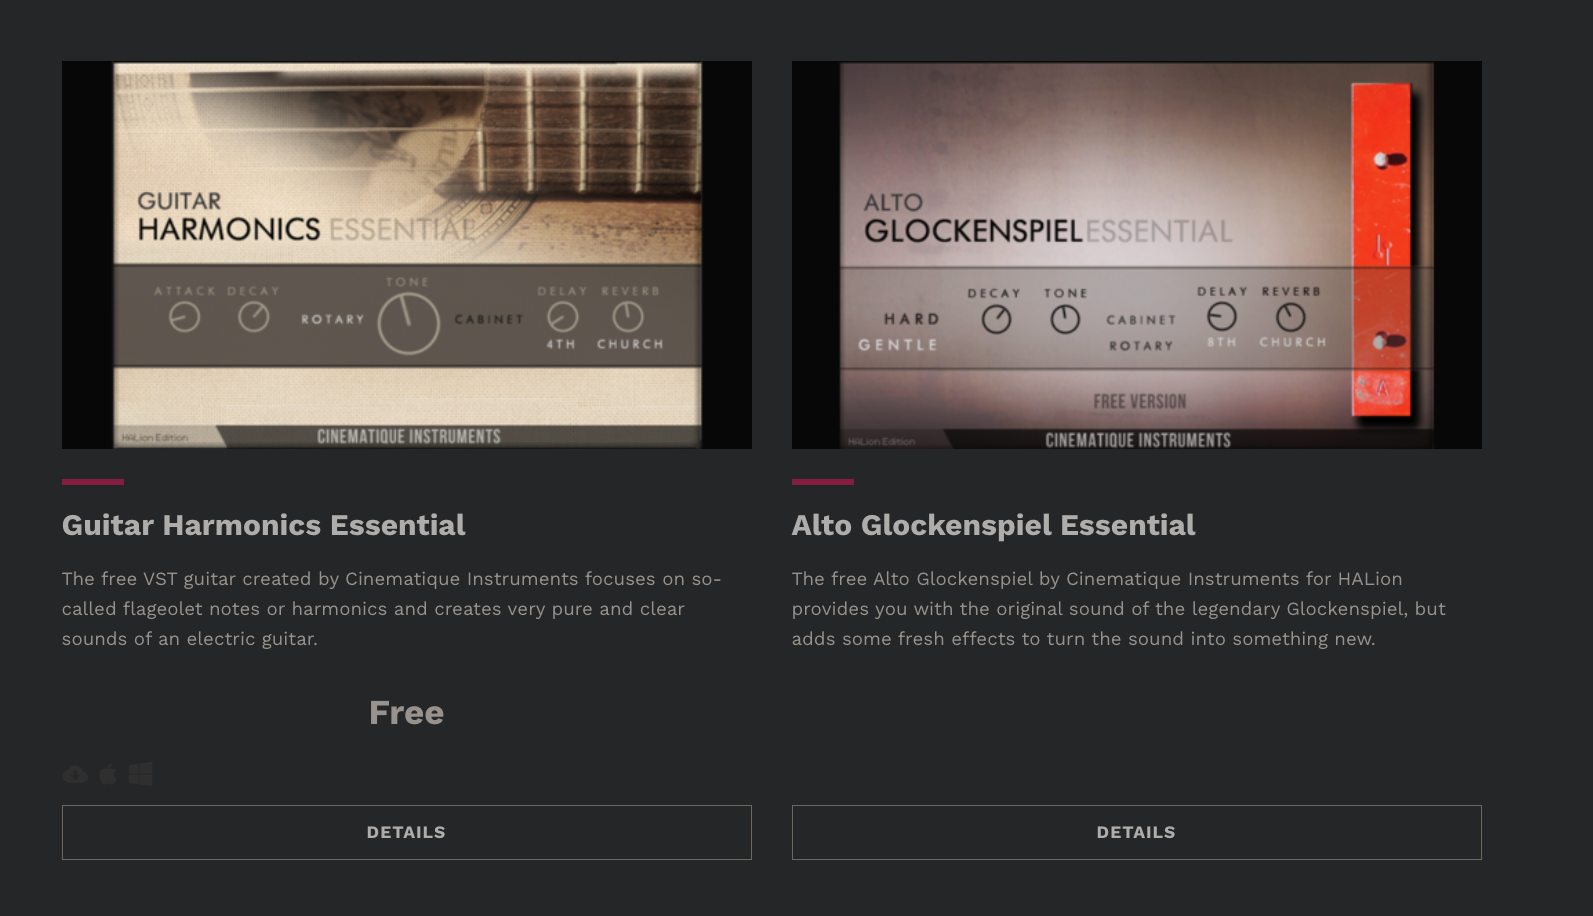 GUITAR
HARMONICS ESSENTIAL
ATTACK DECAY TONE DELAY REVERB
ROTARY CABINET
4TH CHURCH
HALion Edition
CINEMATIQUE INSTRUMENTS
ALTO
GLOCKENSPIEL ESSENTIAL
DECAY TONE DELAY REVERB
HARD CABINET
GENTLE ROTARY 8TH CHURCH
FREE VERSION
A
HALion Edition
CINEMATIQUE INSTRUMENTS
Guitar Harmonics Essential
The free VST guitar created by Cinematique Instruments focuses on so-
called flageolet notes or harmonics and creates very pure and clear
sounds of an electric guitar.
Free
DETAILS
Alto Glockenspiel Essential
The free Alto Glockenspiel by Cinematique Instruments for HALion
provides you with the original sound of the legendary Glockenspiel, but
adds some fresh effects to turn the sound into something new.
DETAILS